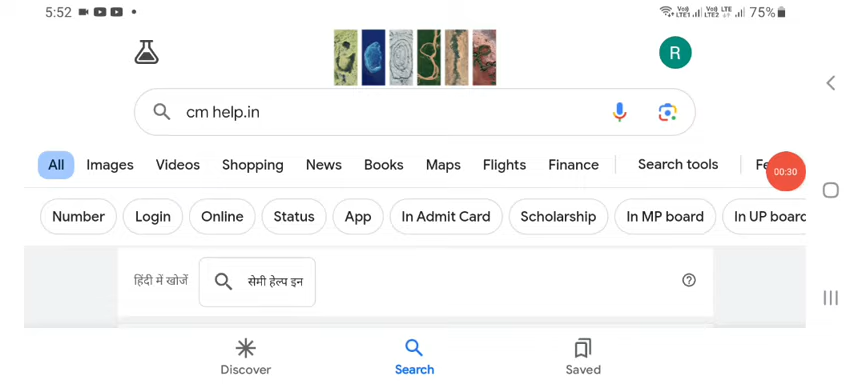 5:52 Vo) LTE1 Vo) LTE LTE2 75%
R
cm help.in
All Images Videos Shopping News Books Maps Flights Finance Search tools Fe
00:30
Number Login Online Status App In Admit Card Scholarship In MP board In UP board
हिंदी में खोजें सेमी हेल्प इन
Discover Search Saved